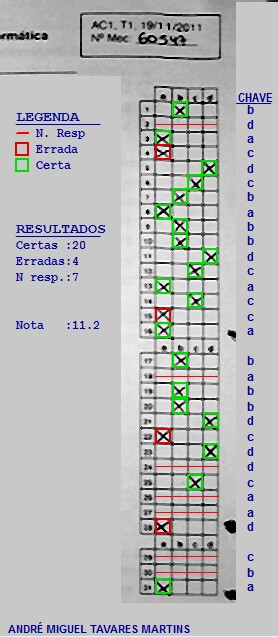 rmática
AC1, T1, 19/11/2011
Nº Mec: 60547
CHAVE
a b c d
1 b
2 d
3 a
4 c
5 d
6 c
7 b
8 a
9 b
10 b
11 d
12 c
13 a
14 c
15 c
16 a
a b c d
17 b
18 a
19 b
20 b
21 d
22 c
23 d
24 d
25 c
26 a
27 a
28 d
a b c d
29 c
30 b
31 a
LEGENDA
N. Resp
Errada
Certa
RESULTADOS
Certas :20
Erradas:4
N resp.:7
Nota :11.2
ANDRÉ MIGUEL TAVARES MARTINS